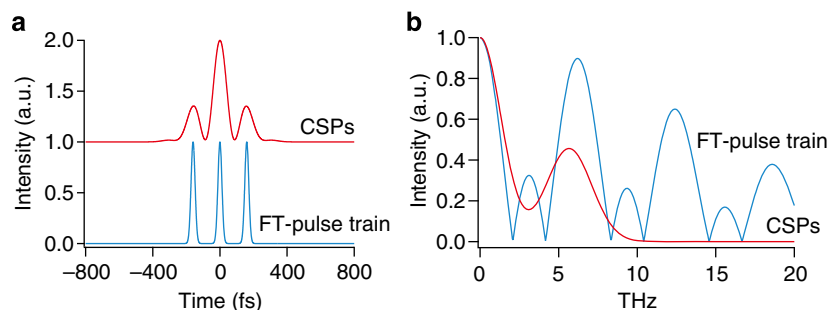 a
2.0
1.5
1.0
0.5
0.0
Intensity (a.u.)
CSPs
FT-pulse train
−800
−400
0
400
800
Time (fs)
b
1.0
0.8
0.6
0.4
0.2
0.0
Intensity (a.u.)
FT-pulse train
CSPs
0
5
10
15
20
THz